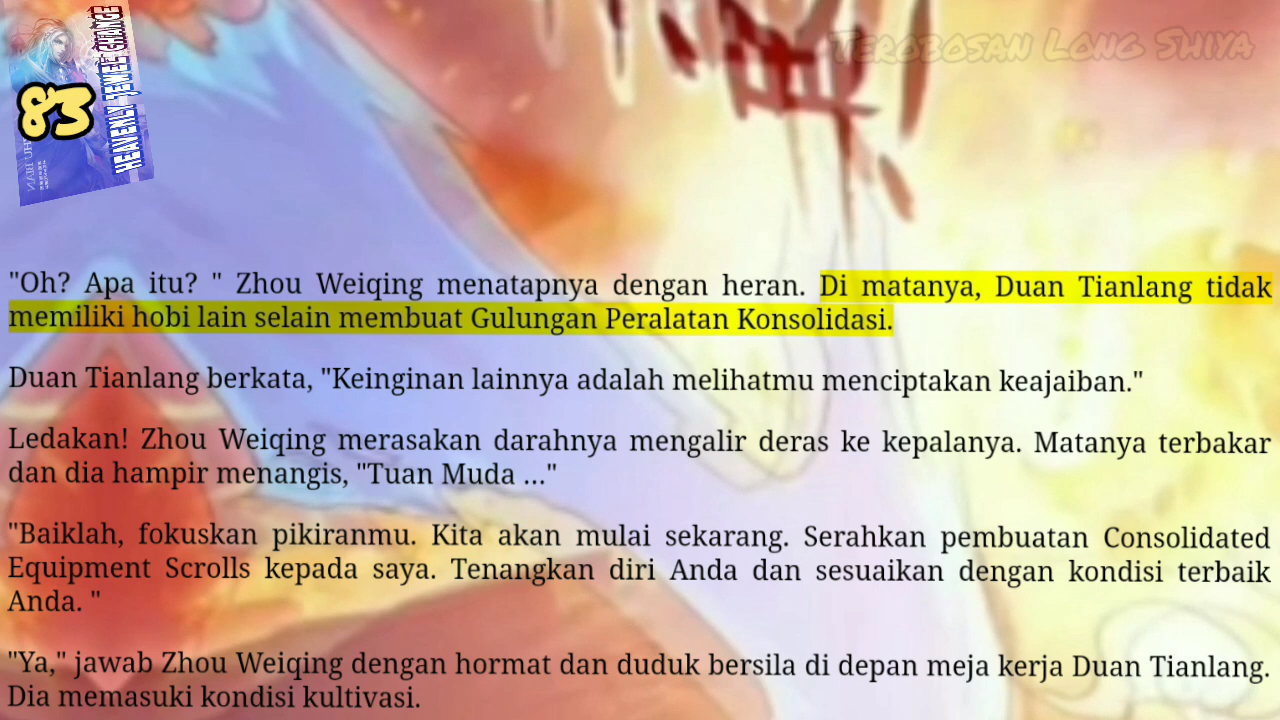 Terobosan Long Shiya
HEAVENLY JEWEL CHANGE
83
"Oh? Apa itu? " Zhou Weiqing menatapnya dengan heran. Di matanya, Duan Tianlang tidak
memiliki hobi lain selain membuat Gulungan Peralatan Konsolidasi.
Duan Tianlang berkata, "Keinginan lainnya adalah melihatmu menciptakan keajaiban."
Ledakan! Zhou Weiqing merasakan darahnya mengalir deras ke kepalanya. Matanya terbakar
dan dia hampir menangis, "Tuan Muda ..."
"Baiklah, fokuskan pikiranmu. Kita akan mulai sekarang. Serahkan pembuatan Consolidated
Equipment Scrolls kepada saya. Tenangkan diri Anda dan sesuaikan dengan kondisi terbaik
Anda. "
"Ya," jawab Zhou Weiqing dengan hormat dan duduk bersila di depan meja kerja Duan Tianlang.
Dia memasuki kondisi kultivasi.